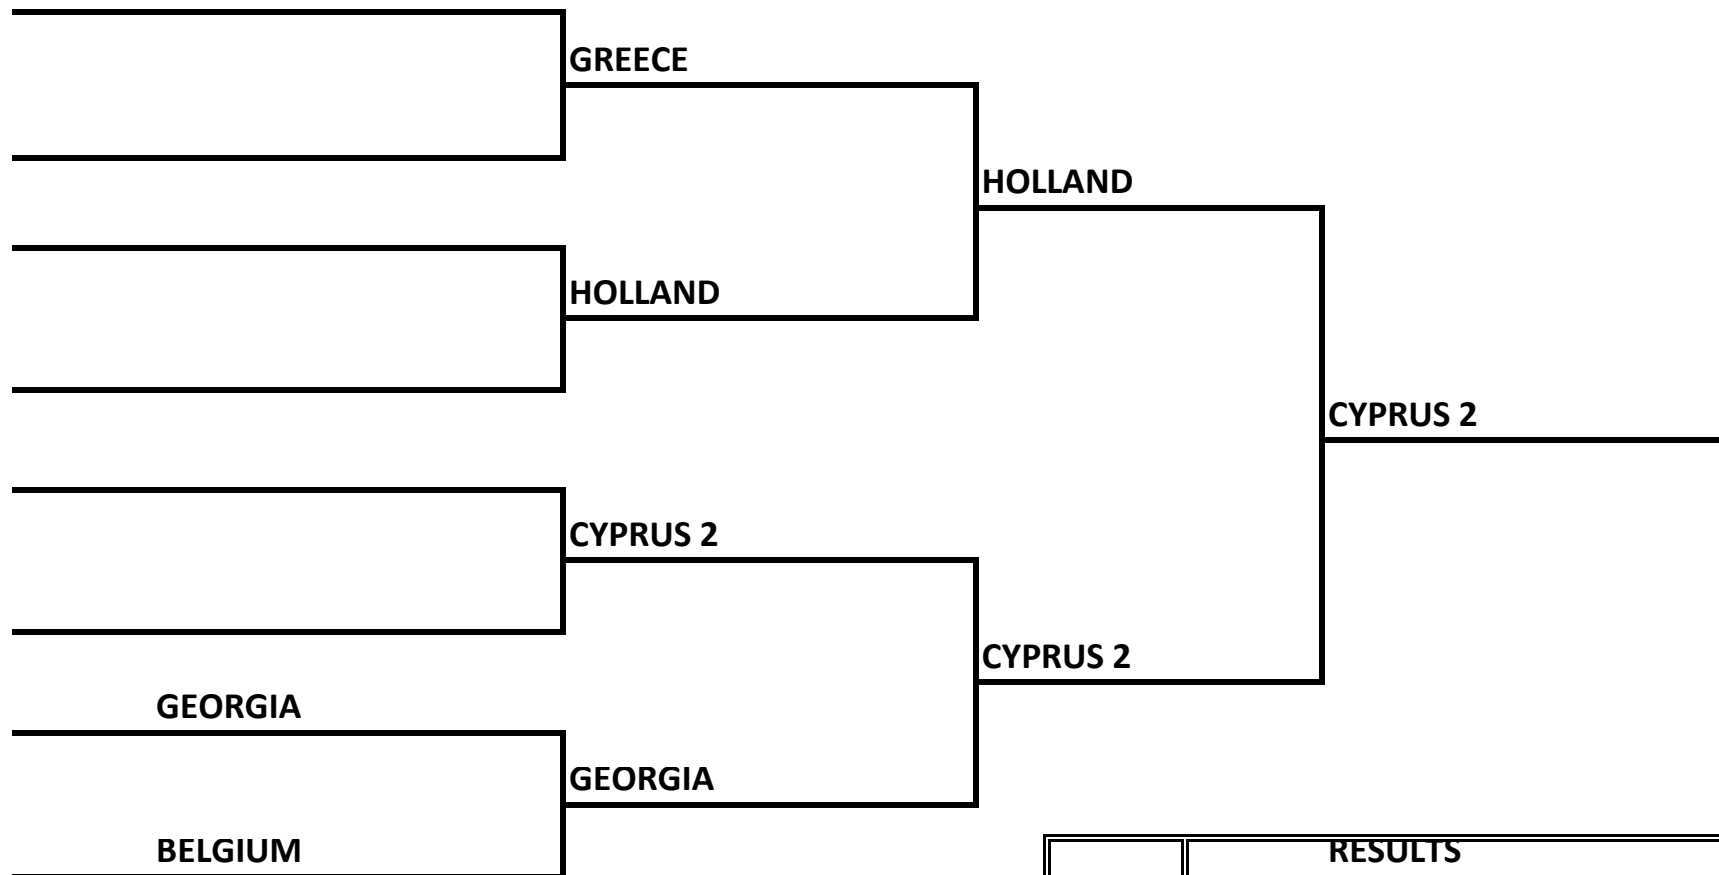 GREECE
HOLLAND
HOLLAND
CYPRUS 2
CYPRUS 2
CYPRUS 2
GEORGIA
GEORGIA
BELGIUM
RESULTS